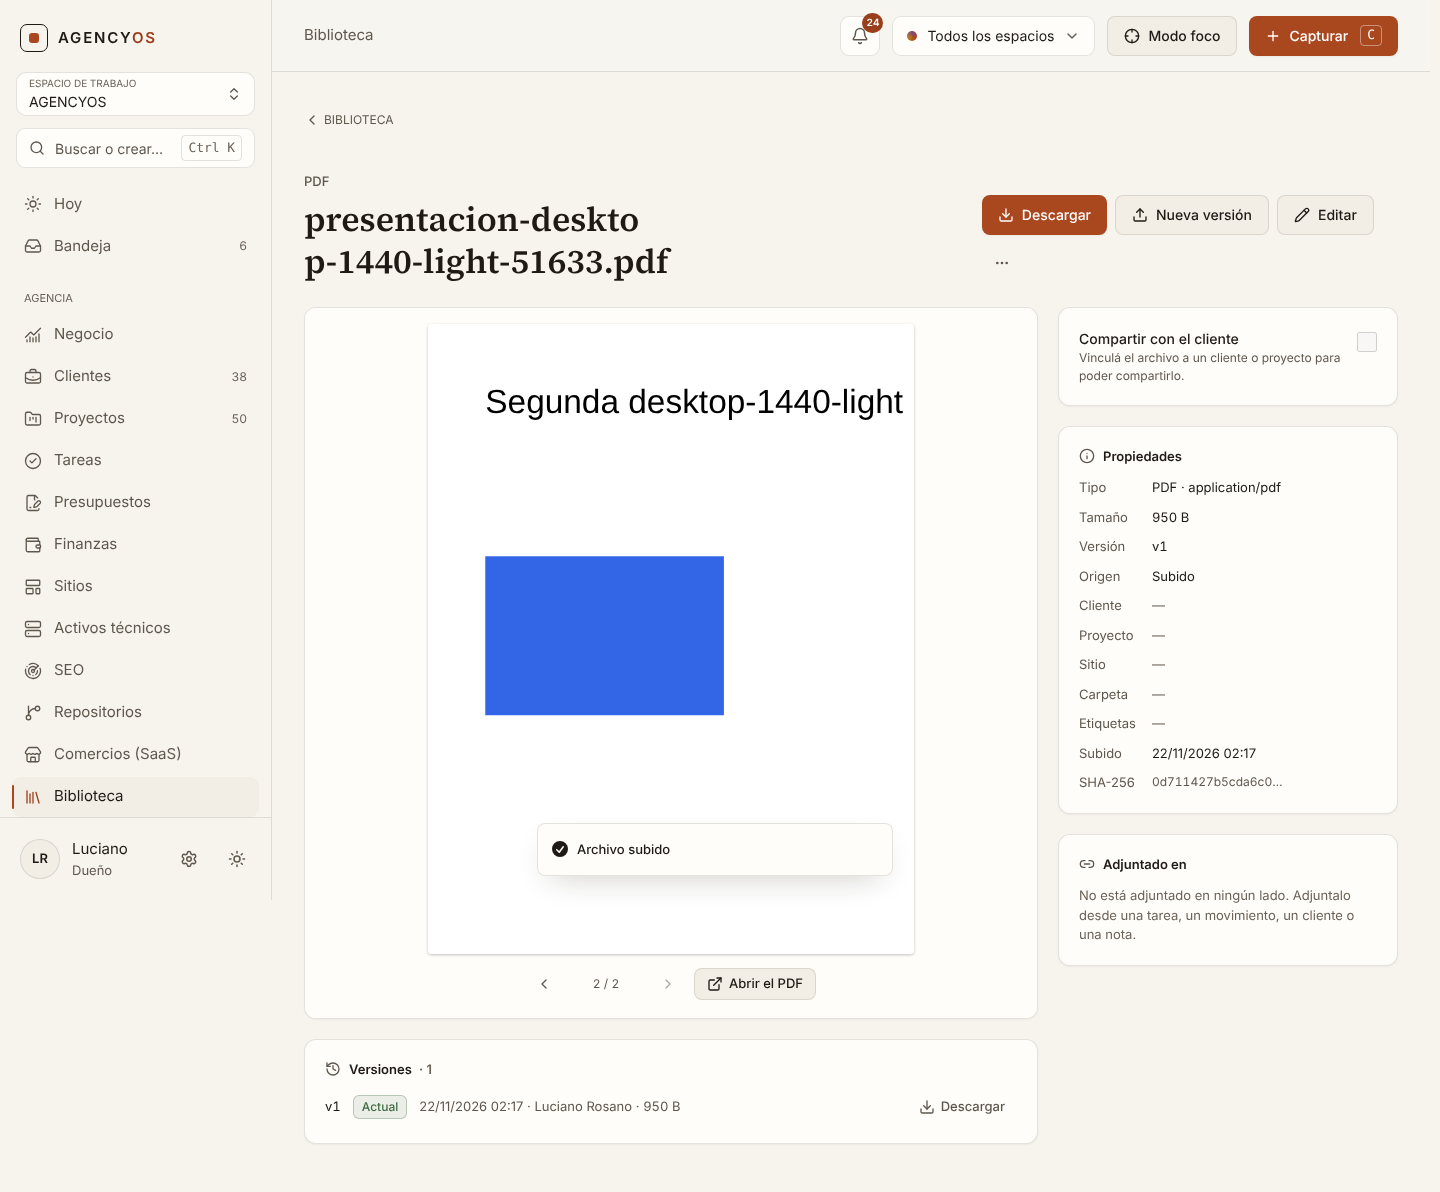 AGENCYOS
ESPACIO DE TRABAJO
AGENCYOS
Buscar o crear... Ctrl K
Hoy
Bandeja 6
AGENCIA
Negocio
Clientes 38
Proyectos 50
Tareas
Presupuestos
Finanzas
Sitios
Activos técnicos
SEO
Repositorios
Comercios (SaaS)
Biblioteca
LR
Luciano
Dueño
Biblioteca
24
Todos los espacios
Modo foco
Capturar C
BIBLIOTECA
PDF
presentacion-deskto
p-1440-light-51633.pdf
Descargar
Nueva versión
Editar
Segunda desktop-1440-light
Archivo subido
2 / 2
Abrir el PDF
Versiones · 1
v1 Actual 22/11/2026 02:17 · Luciano Rosano · 950 B Descargar
Compartir con el cliente
Vinculá el archivo a un cliente o proyecto para
poder compartirlo.
Propiedades
Tipo PDF · application/pdf
Tamaño 950 B
Versión v1
Origen Subido
Cliente —
Proyecto —
Sitio —
Carpeta —
Etiquetas —
Subido 22/11/2026 02:17
SHA-256 0d711427b5cda6c0...
Adjuntado en
No está adjuntado en ningún lado. Adjuntalo
desde una tarea, un movimiento, un cliente o
una nota.